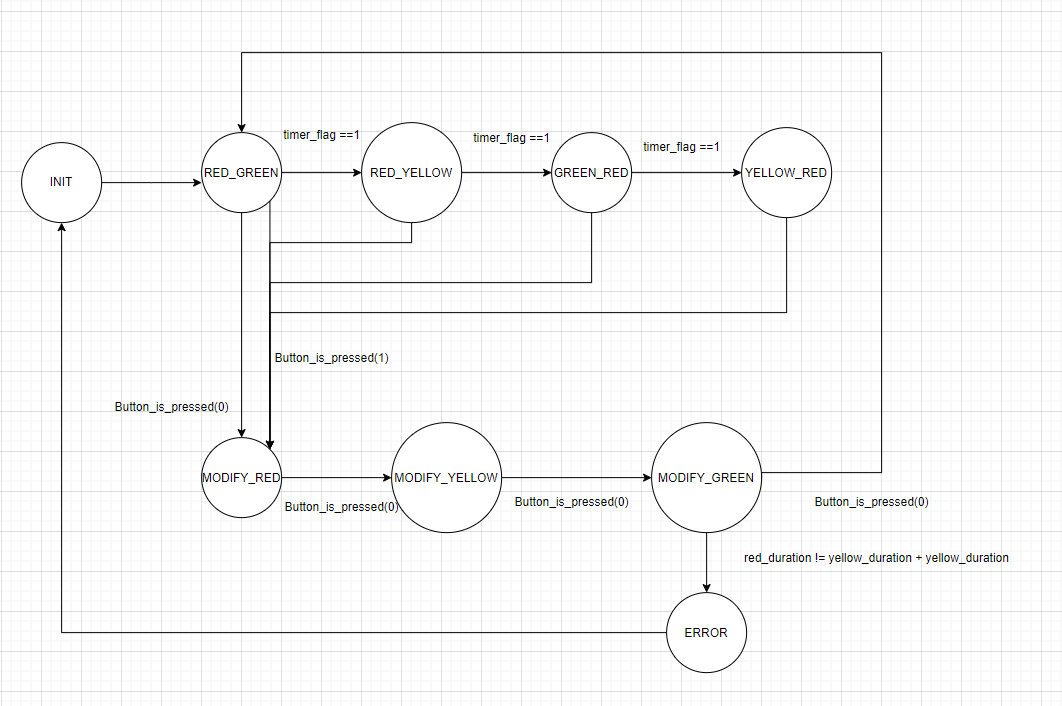 timer_flag ==1
timer_flag ==1
timer_flag ==1
INIT
RED_GREEN
RED_YELLOW
GREEN_RED
YELLOW_RED
Button_is_pressed(1)
Button_is_pressed(0)
MODIFY_RED
MODIFY_YELLOW
MODIFY_GREEN
Button_is_pressed(0)
Button_is_pressed(0)
Button_is_pressed(0)
red_duration != yellow_duration + yellow_duration
ERROR